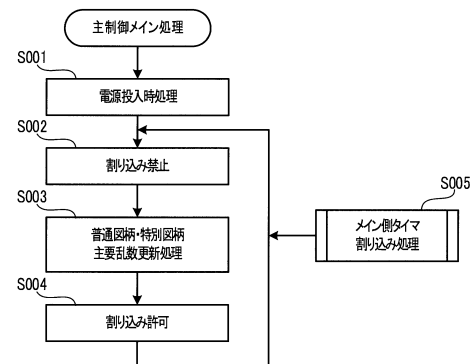 主制御メイン処理
S001
電源投入時処理
S002
割り込み禁止
S003
普通図柄・特別図柄
主要乱数更新処理
S005
メイン側タイマ
割り込み処理
S004
割り込み許可